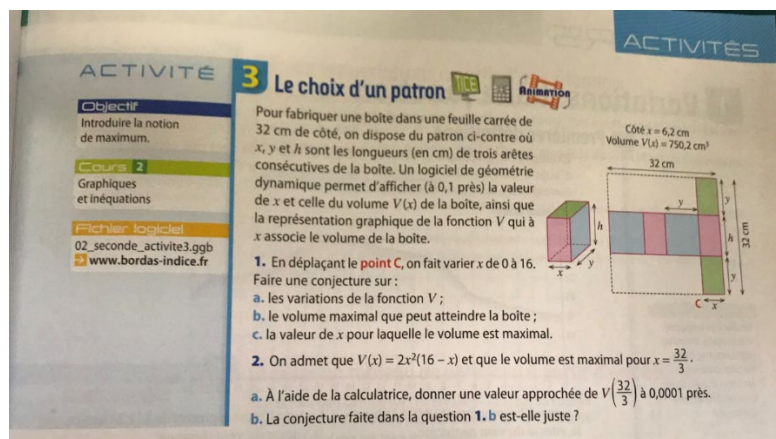 ACTIVITÉS
ACTIVITÉ 3 Le choix d'un patron TICE ANIMATION
Objectif
Introduire la notion
de maximum.
Cours 2
Graphiques
et inéquations
Fichier logiciel
02_seconde_activite3.ggb
www.bordas-indice.fr
Pour fabriquer une boîte dans une feuille carrée de
32 cm de côté, on dispose du patron ci-contre où
x, y et h sont les longueurs (en cm) de trois arêtes
consécutives de la boîte. Un logiciel de géométrie
dynamique permet d'afficher (à 0,1 près) la valeur
de x et celle du volume V(x) de la boîte, ainsi que
la représentation graphique de la fonction V qui à
x associe le volume de la boîte.
1. En déplaçant le point C, on fait varier x de 0 à 16.
Faire une conjecture sur :
a. les variations de la fonction V ;
b. le volume maximal que peut atteindre la boîte ;
c. la valeur de x pour laquelle le volume est maximal.
2. On admet que V(x) = 2x²(16 – x) et que le volume est maximal pour x = 32/3.
a. À l'aide de la calculatrice, donner une valeur approchée de V(32/3) à 0,0001 près.
b. La conjecture faite dans la question 1.b est-elle juste ?
Côté x = 6,2 cm
Volume V(x) = 750,2 cm³
32 cm
y
y
h
h
32 cm
y
x
y
C
x